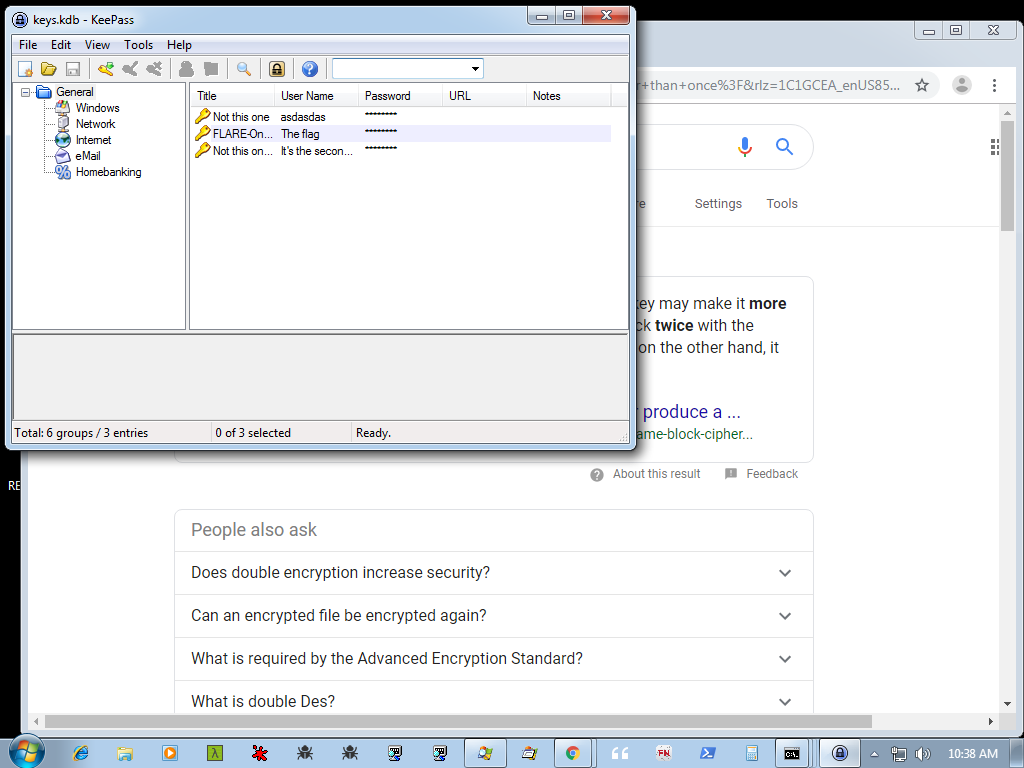 keys.kdb - KeePass
File Edit View Tools Help
General
Windows
Network
Internet
eMail
Homebanking
Title User Name Password URL Notes
Not this one asdasdas ********
FLARE-On... The flag ********
Not this on... It's the secon... ********
Total: 6 groups / 3 entries 0 of 3 selected Ready.
r+than+once%3F&rlz=1C1GCEA_enUS85...
Settings Tools
key may make it more
twice with the
on the other hand, it
produce a ...
ame-block-cipher...
RE
About this result Feedback
People also ask
Does double encryption increase security?
Can an encrypted file be encrypted again?
What is required by the Advanced Encryption Standard?
What is double Des?
C:\.
FN
10:38 AM